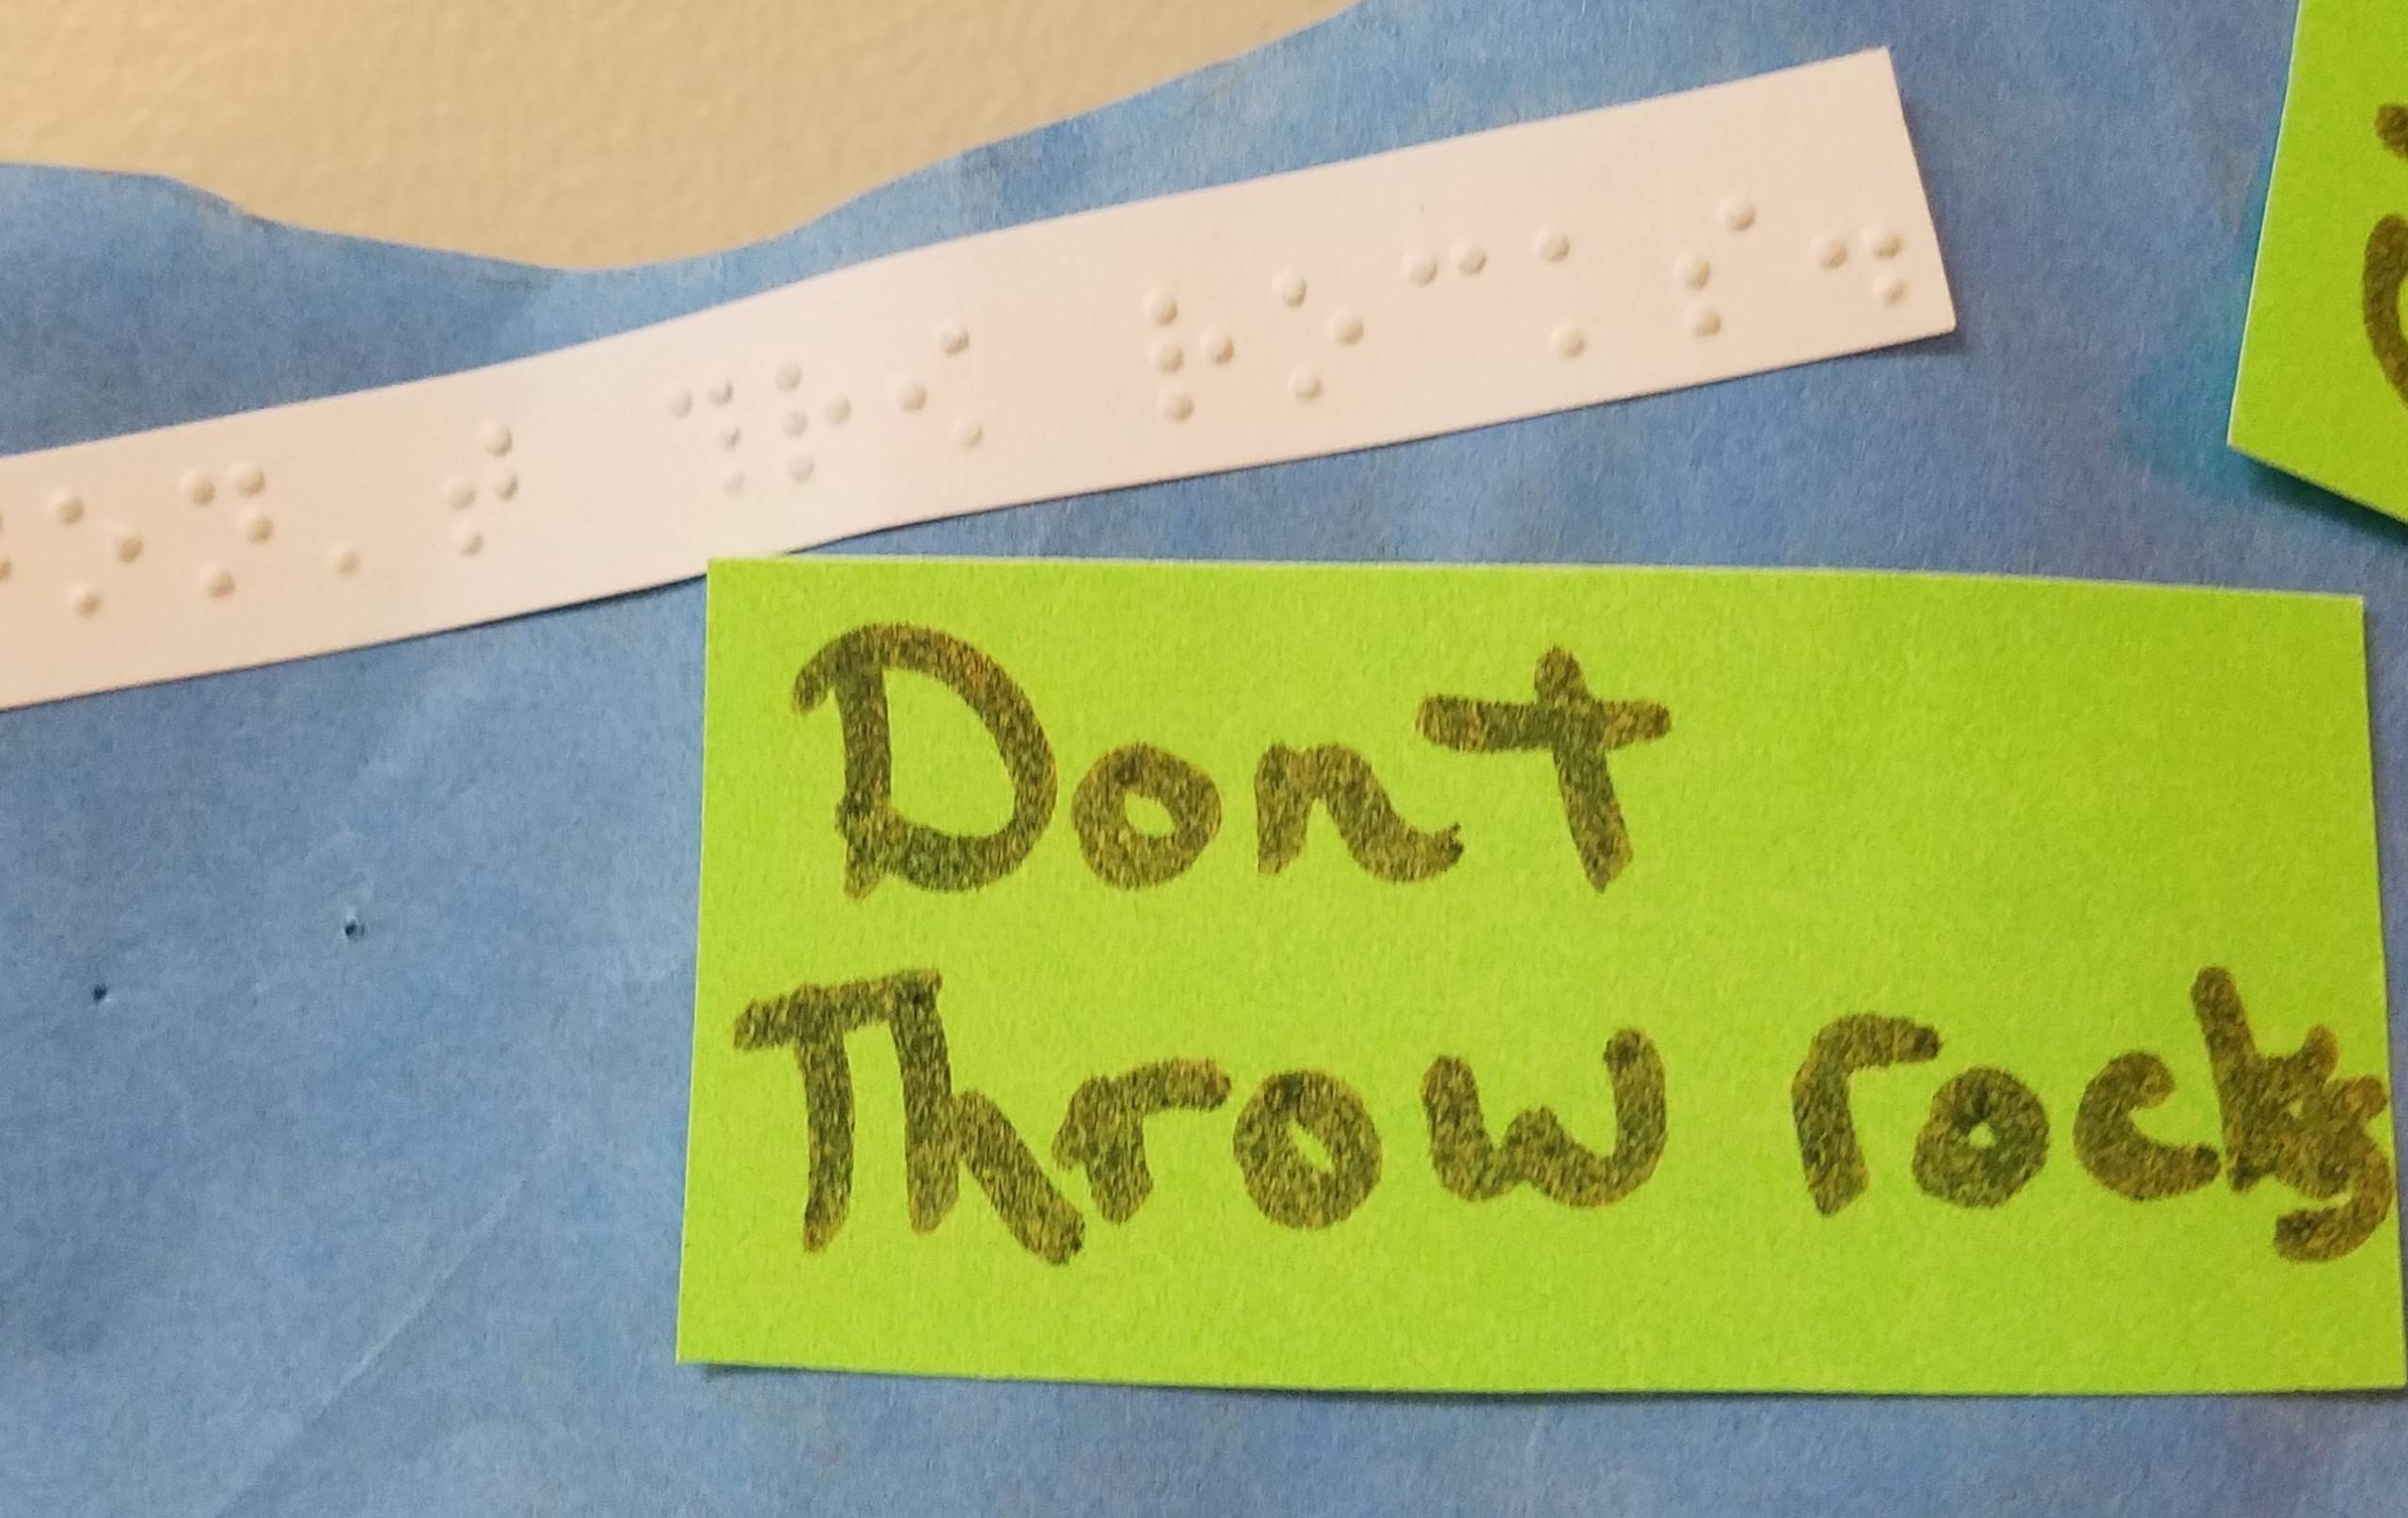 ⠕⠝⠄⠞ ⠹⠗⠪ ⠗⠕⠉⠅⠎⠲
Dont
Throw rocks